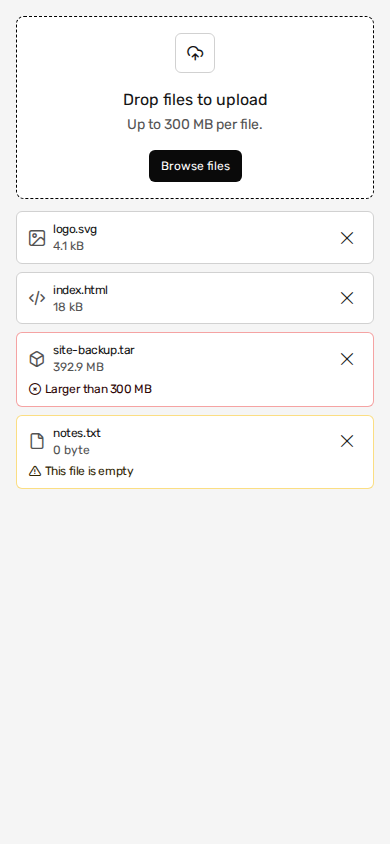 Drop files to upload
Up to 300 MB per file.
Browse files
logo.svg
4.1 kB
index.html
18 kB
site-backup.tar
392.9 MB
Larger than 300 MB
notes.txt
0 byte
This file is empty